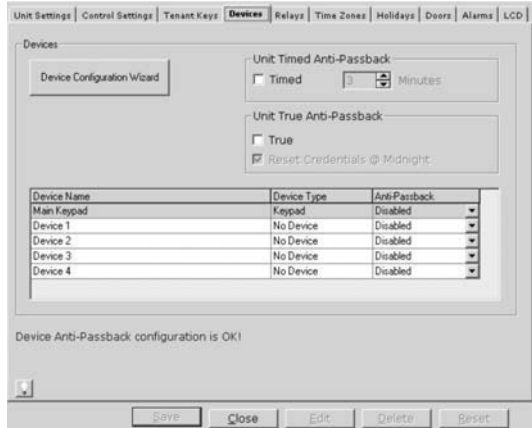 Unit Settings Control Settings Tenant Keys Devices Relays Time Zones Holidays Doors Alarms LCD
Devices
Device Configuration Wizard
Unit Timed Anti-Passback
Timed 3 Minutes
Unit True Anti-Passback
True
Reset Credentials @ Midnight
Device Name Device Type Anti-Passback
Main Keypad Keypad Disabled
Device 1 No Device Disabled
Device 2 No Device Disabled
Device 3 No Device Disabled
Device 4 No Device Disabled
Device Anti-Passback configuration is OK!
Save Close Edit Delete Reset